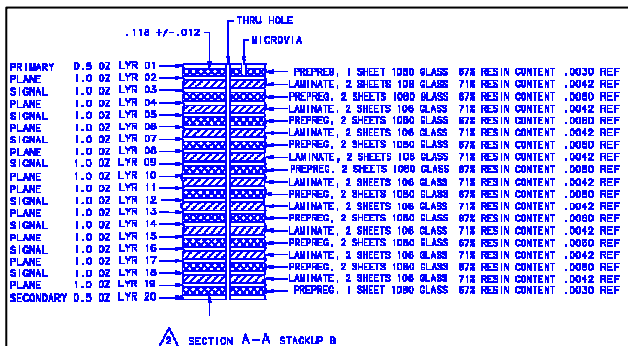 THRU HOLE
.118 +/-.012
MICROVIA
PRIMARY 0.5 OZ LYR 01
PLANE 1.0 OZ LYR 02
SIGNAL 1.0 OZ LYR 03
PLANE 1.0 OZ LYR 04
SIGNAL 1.0 OZ LYR 05
PLANE 1.0 OZ LYR 06
SIGNAL 1.0 OZ LYR 07
PLANE 1.0 OZ LYR 08
SIGNAL 1.0 OZ LYR 09
PLANE 1.0 OZ LYR 10
PLANE 1.0 OZ LYR 11
SIGNAL 1.0 OZ LYR 12
PLANE 1.0 OZ LYR 13
SIGNAL 1.0 OZ LYR 14
PLANE 1.0 OZ LYR 15
SIGNAL 1.0 OZ LYR 16
PLANE 1.0 OZ LYR 17
SIGNAL 1.0 OZ LYR 18
PLANE 1.0 OZ LYR 19
SECONDARY 0.5 OZ LYR 20
PREPREG, 1 SHEET 1080 GLASS 67% RESIN CONTENT .0030 REF
LAMINATE, 2 SHEETS 106 GLASS 71% RESIN CONTENT .0042 REF
PREPREG, 2 SHEETS 1080 GLASS 67% RESIN CONTENT .0060 REF
LAMINATE, 2 SHEETS 106 GLASS 71% RESIN CONTENT .0042 REF
PREPREG, 2 SHEETS 1080 GLASS 67% RESIN CONTENT .0060 REF
LAMINATE, 2 SHEETS 106 GLASS 71% RESIN CONTENT .0042 REF
PREPREG, 2 SHEETS 1080 GLASS 67% RESIN CONTENT .0060 REF
LAMINATE, 2 SHEETS 106 GLASS 71% RESIN CONTENT .0042 REF
PREPREG, 2 SHEETS 1080 GLASS 67% RESIN CONTENT .0060 REF
LAMINATE, 2 SHEETS 106 GLASS 71% RESIN CONTENT .0042 REF
PREPREG, 2 SHEETS 1080 GLASS 67% RESIN CONTENT .0060 REF
LAMINATE, 2 SHEETS 106 GLASS 71% RESIN CONTENT .0042 REF
PREPREG, 2 SHEETS 1080 GLASS 67% RESIN CONTENT .0060 REF
LAMINATE, 2 SHEETS 106 GLASS 71% RESIN CONTENT .0042 REF
PREPREG, 2 SHEETS 1080 GLASS 67% RESIN CONTENT .0060 REF
LAMINATE, 2 SHEETS 106 GLASS 71% RESIN CONTENT .0042 REF
PREPREG, 2 SHEETS 1080 GLASS 67% RESIN CONTENT .0060 REF
LAMINATE, 2 SHEETS 106 GLASS 71% RESIN CONTENT .0042 REF
PREPREG, 1 SHEET 1080 GLASS 67% RESIN CONTENT .0030 REF
2 SECTION A-A STACKUP B